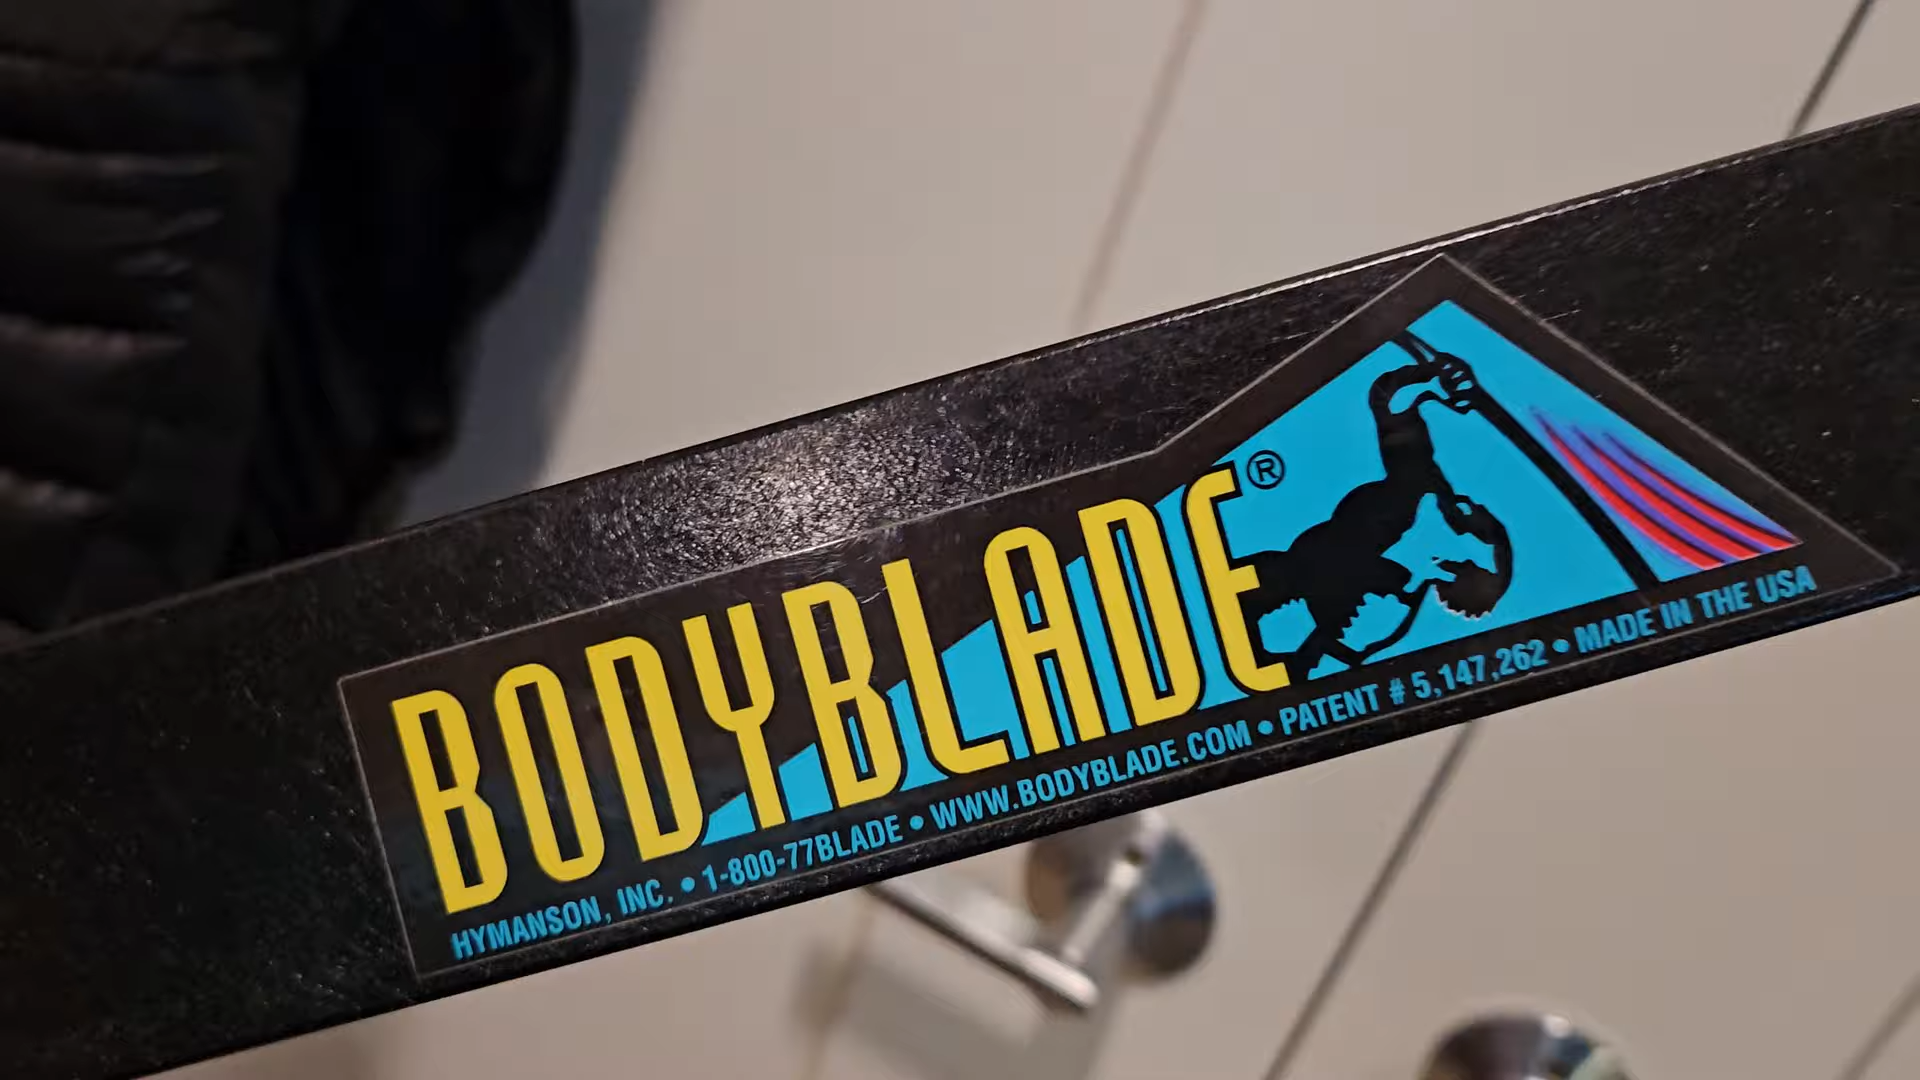 BODYBLADE®
HYMANSON, INC. • 1-800-77BLADE • WWW.BODYBLADE.COM • PATENT # 5,147,262 • MADE IN THE USA